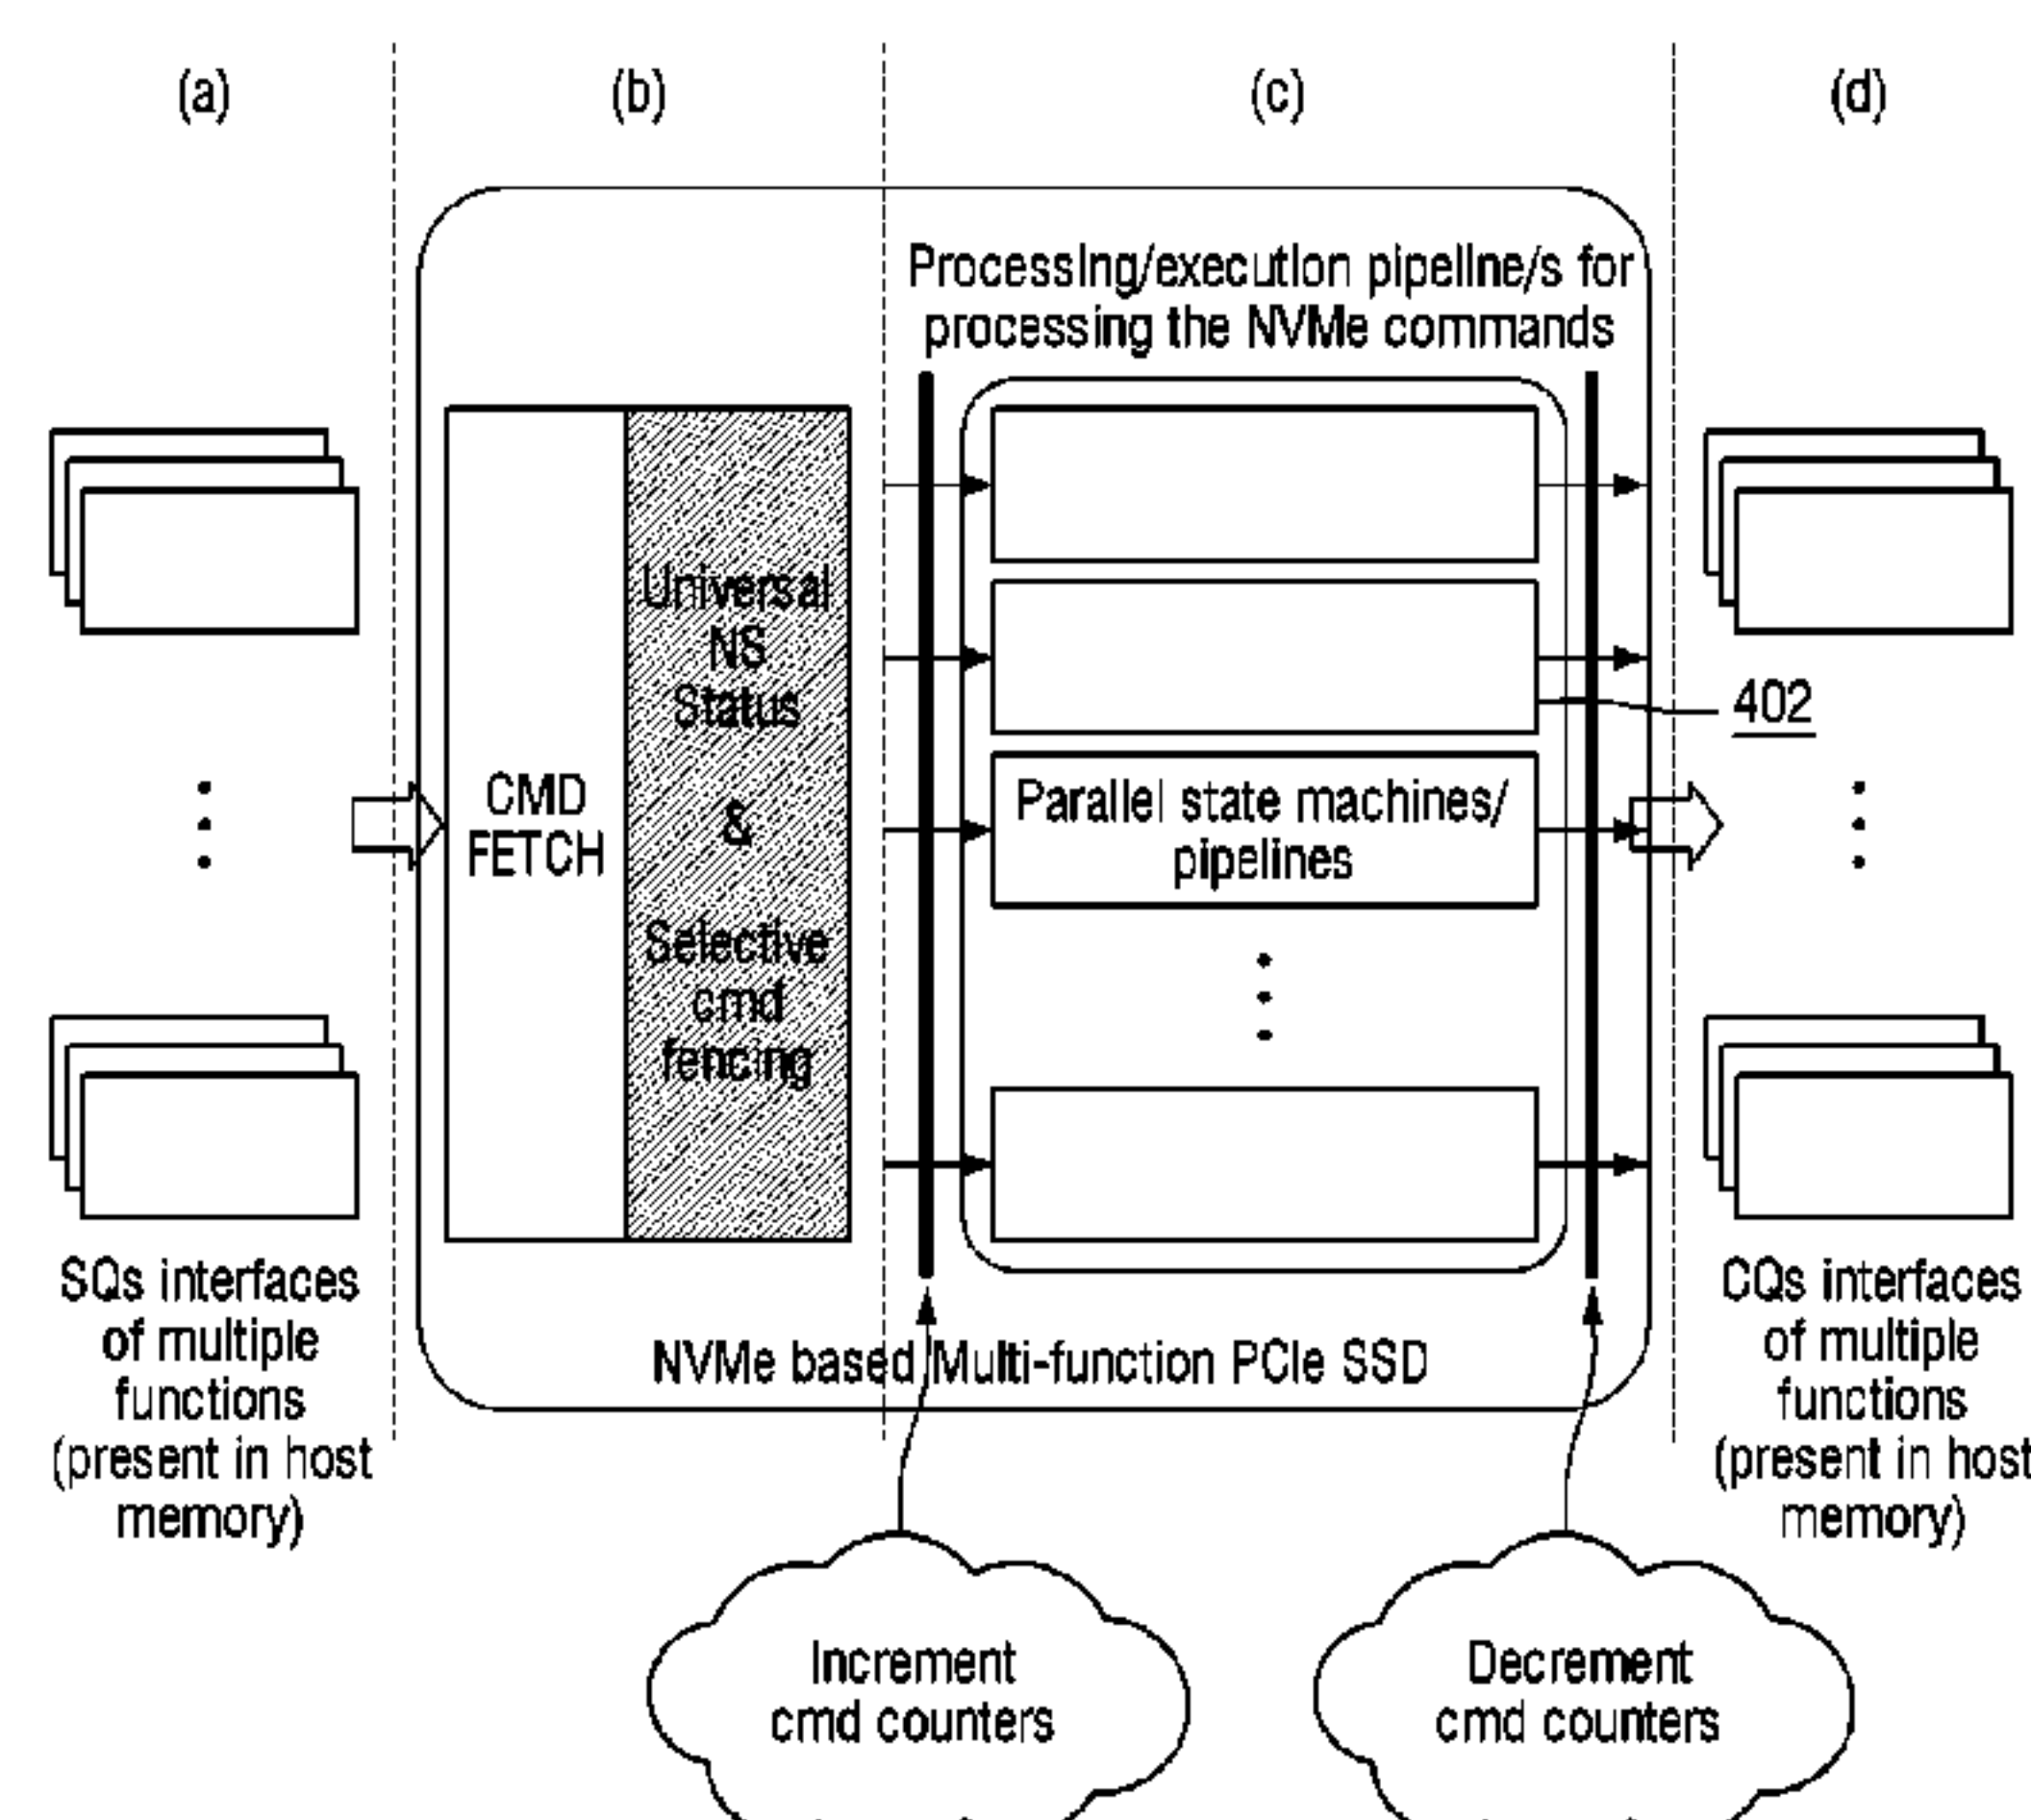 (a)
(b)
(c)
(d)
Processing/execution pipeline/s for
processing the NVMe commands
Universal
NS
Status
&
Selective
cmd
fencing
CMD
FETCH
402
Parallel state machines/
pipelines
SQs interfaces
of multiple
functions
(present in host
memory)
NVMe based Multi-function PCIe SSD
CQs interfaces
of multiple
functions
(present in host
memory)
Increment
cmd counters
Decrement
cmd counters